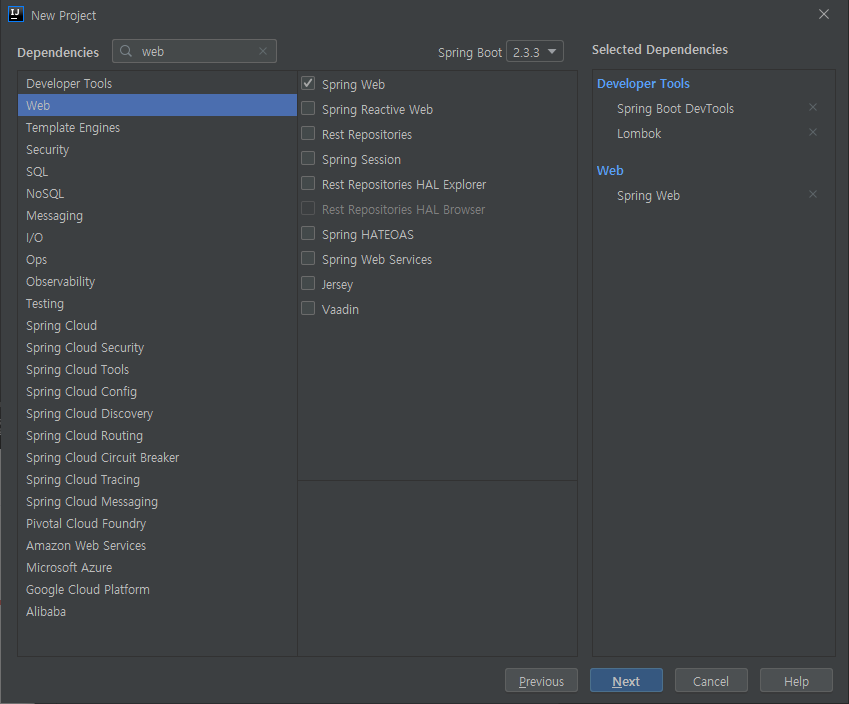 New Project
Dependencies
web
Spring Boot
2.3.3
Selected Dependencies
Developer Tools
Web
Template Engines
Security
SQL
NoSQL
Messaging
I/O
Ops
Observability
Testing
Spring Cloud
Spring Cloud Security
Spring Cloud Tools
Spring Cloud Config
Spring Cloud Discovery
Spring Cloud Routing
Spring Cloud Circuit Breaker
Spring Cloud Tracing
Spring Cloud Messaging
Pivotal Cloud Foundry
Amazon Web Services
Microsoft Azure
Google Cloud Platform
Alibaba
Spring Web
Spring Reactive Web
Rest Repositories
Spring Session
Rest Repositories HAL Explorer
Rest Repositories HAL Browser
Spring HATEOAS
Spring Web Services
Jersey
Vaadin
Developer Tools
Spring Boot DevTools
Lombok
Web
Spring Web
Previous
Next
Cancel
Help